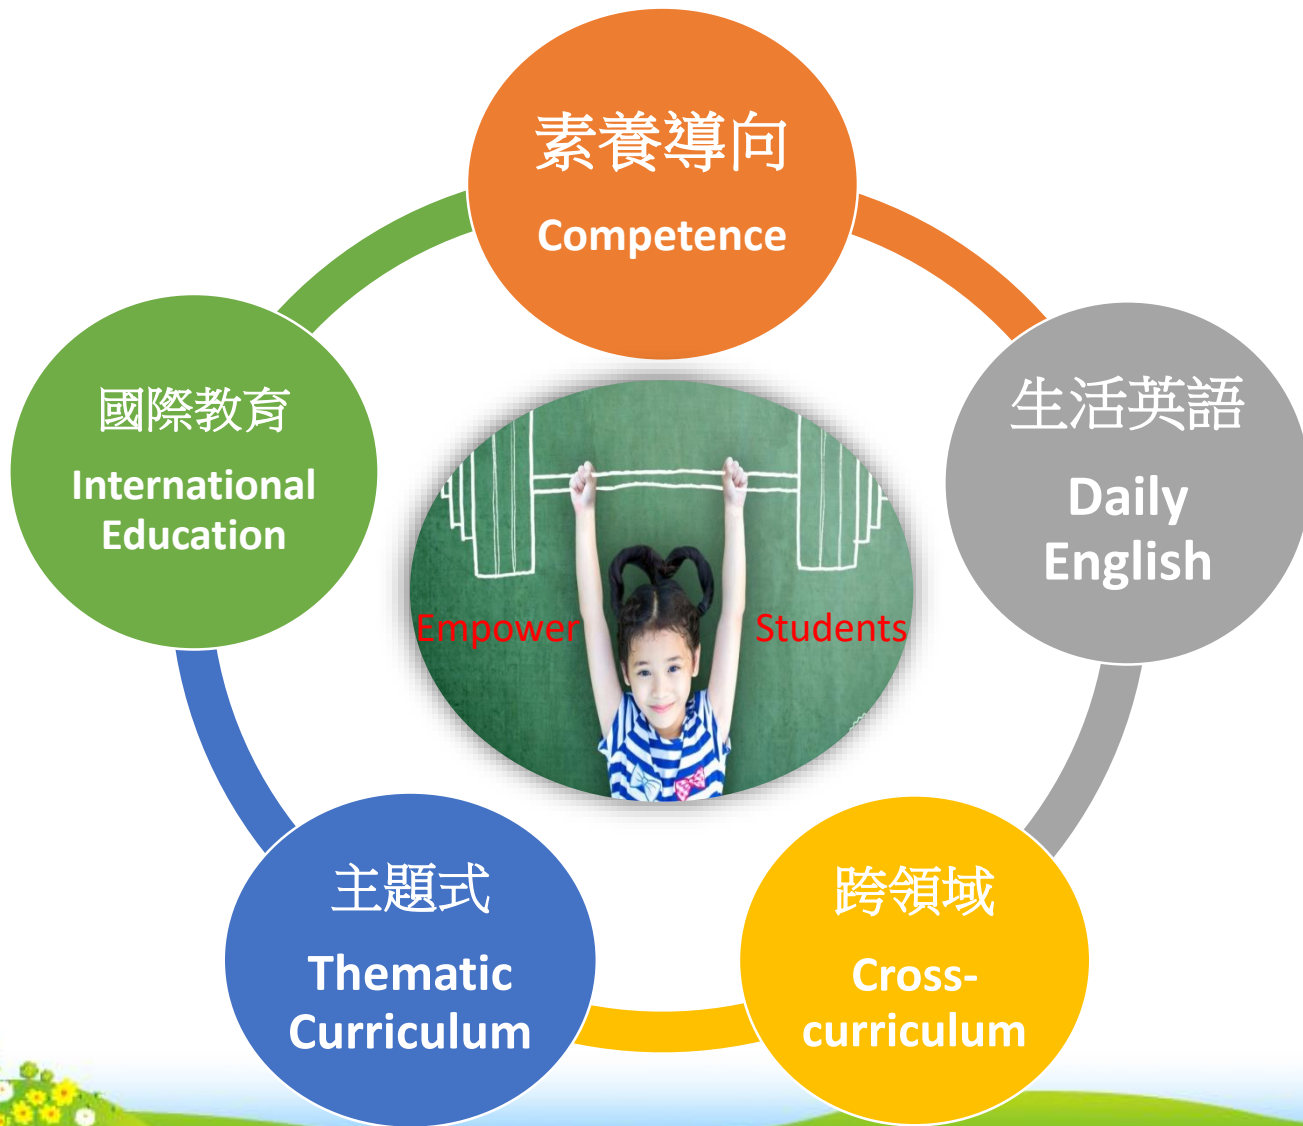 素養導向
Competence
生活英語
Daily
English
跨領域
Cross-
curriculum
主題式
Thematic
Curriculum
國際教育
International
Education
Empower Students